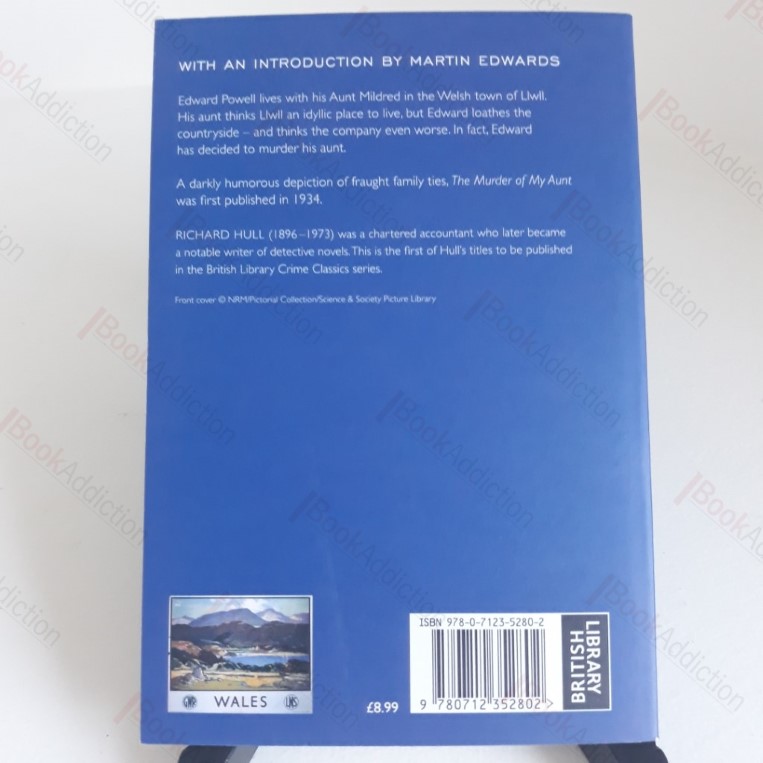 WITH AN INTRODUCTION BY MARTIN EDWARDS
Edward Powell lives with his Aunt Mildred in the Welsh town of Llwll.
His aunt thinks Llwll an idyllic place to live, but Edward loathes the
countryside – and thinks the company even worse. In fact, Edward
has decided to murder his aunt.
A darkly humorous depiction of fraught family ties, The Murder of My Aunt
was first published in 1934.
RICHARD HULL (1896–1973) was a chartered accountant who later became
a notable writer of detective novels. This is the first of Hull's titles to be published
in the British Library Crime Classics series.
Front cover © NRM/Pictorial Collection/Science & Society Picture Library
GWR WALES LMS
£8.99
ISBN 978-0-7123-5280-2
9 780712 352802 >
BRITISH
LIBRARY
BookAddiction